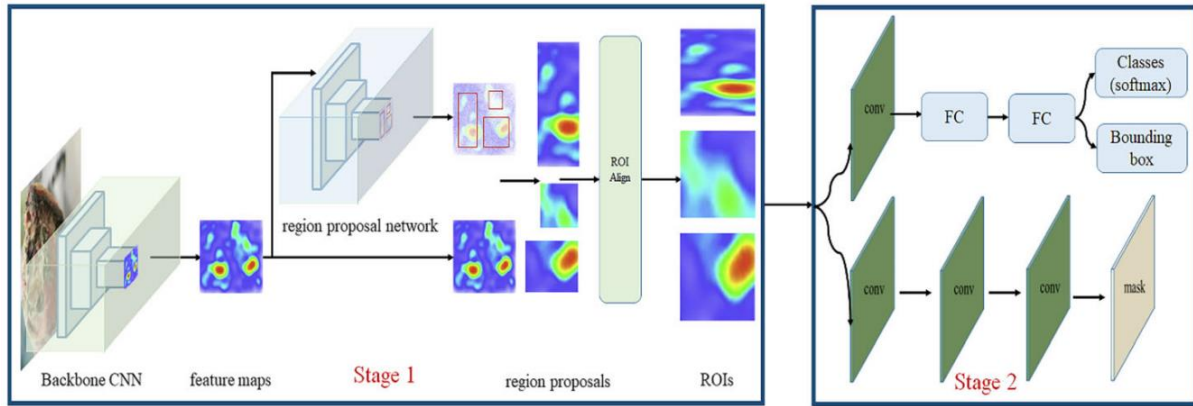 region proposal network
ROI
Align
Backbone CNN
feature maps
Stage 1
region proposals
ROIs
conv
FC
FC
Classes
(softmax)
Bounding
box
conv
conv
conv
mask
Stage 2